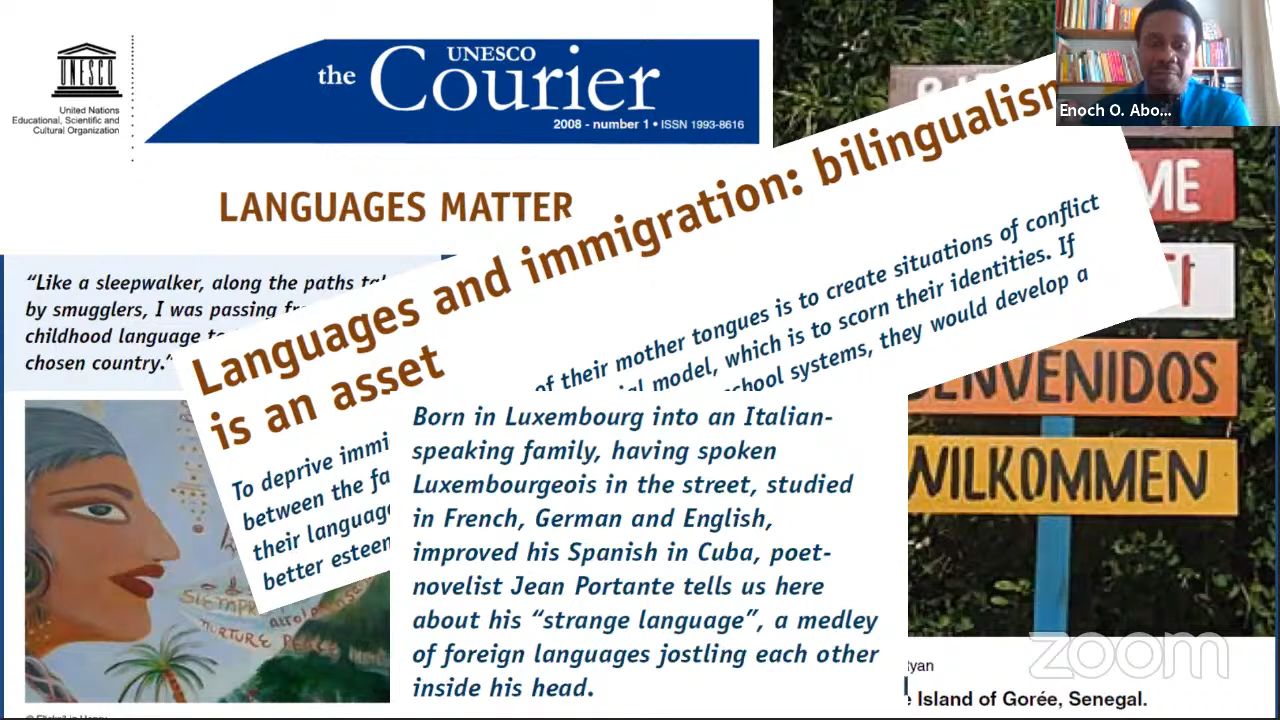 UNESCO
United Nations
Educational, Scientific and
Cultural Organization
the UNESCO Courier
2008 - number 1 • ISSN 1993-8616
LANGUAGES MATTER
Enoch O. Abo...
Languages and immigration: bilingualism
is an asset
“Like a sleepwalker, along the paths
by smugglers, I was passing
childhood language
chosen country.”
of their mother tongues is to create situations of conflict
model, which is to scorn their identities. If
school systems, they would develop a
To deprive
between the
their
better
Born in Luxembourg into an Italian-
speaking family, having spoken
Luxembourgeois in the street, studied
in French, German and English,
improved his Spanish in Cuba, poet-
novelist Jean Portante tells us here
about his “strange language”, a medley
of foreign languages jostling each other
inside his head.
NURTURE PEACE
WILKOMMEN
zoom
Island of Gorée, Senegal.